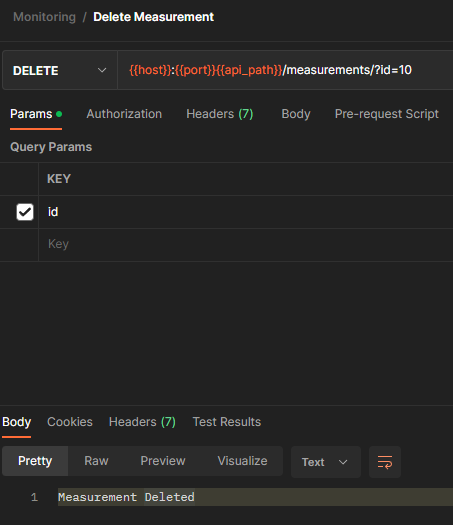 Monitoring / Delete Measurement
DELETE {{host}}:{{port}}{{api_path}}/measurements/?id=10
Params Authorization Headers (7) Body Pre-request Script
Query Params
KEY
id
Key
Body Cookies Headers (7) Test Results
Pretty Raw Preview Visualize Text
1 Measurement Deleted